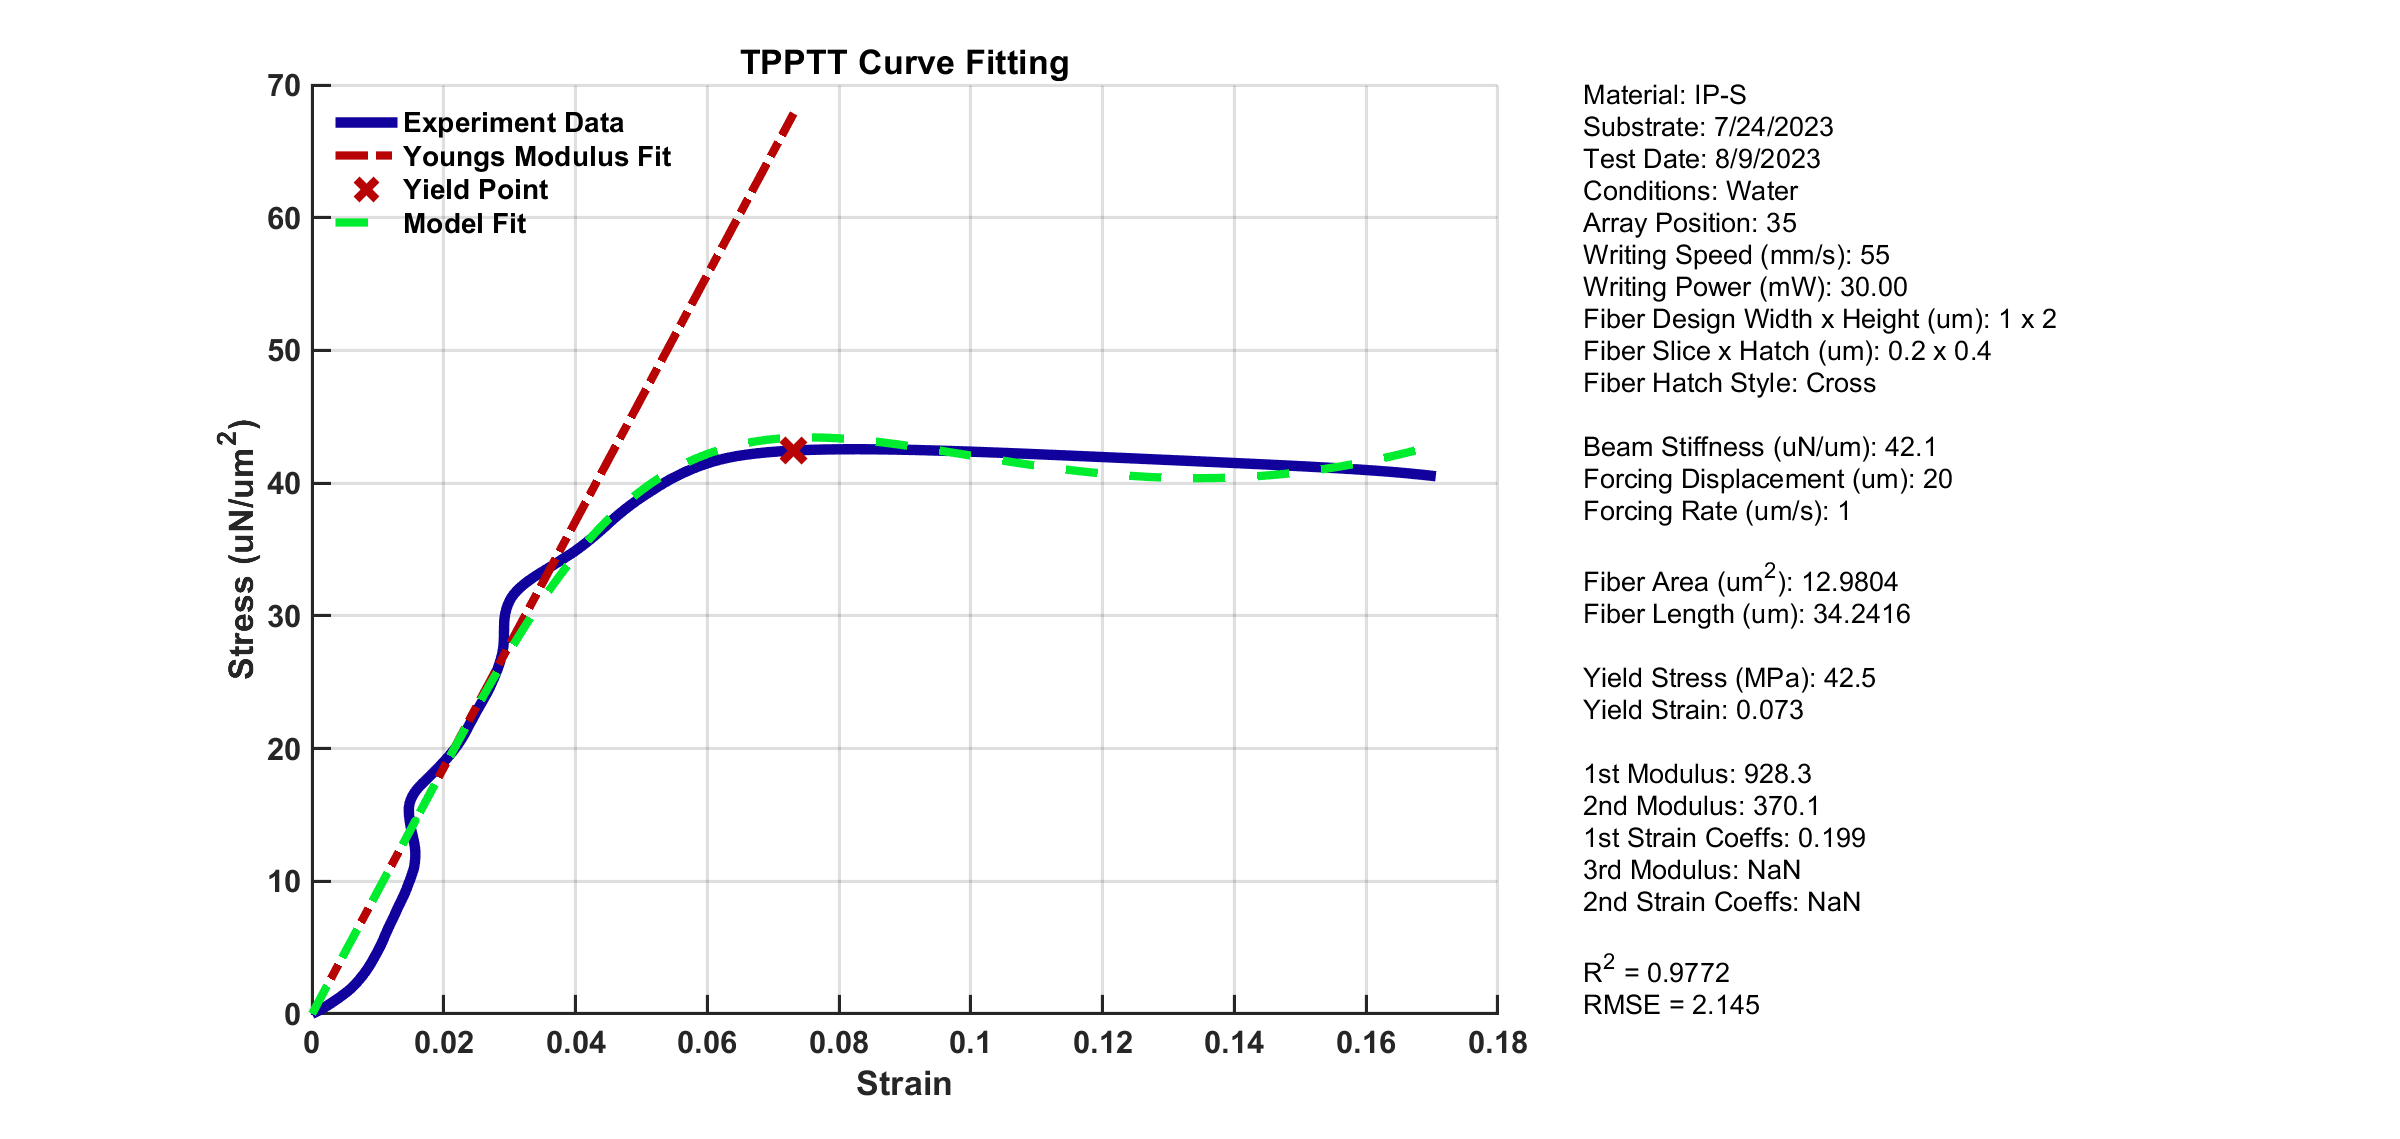 TPPTT Curve Fitting
70
60
50
40
30
20
10
0
Stress (uN/um²)
Experiment Data
Youngs Modulus Fit
Yield Point
Model Fit
0 0.02 0.04 0.06 0.08 0.1 0.12 0.14 0.16 0.18
Strain
Material: IP-S
Substrate: 7/24/2023
Test Date: 8/9/2023
Conditions: Water
Array Position: 35
Writing Speed (mm/s): 55
Writing Power (mW): 30.00
Fiber Design Width x Height (um): 1 x 2
Fiber Slice x Hatch (um): 0.2 x 0.4
Fiber Hatch Style: Cross
Beam Stiffness (uN/um): 42.1
Forcing Displacement (um): 20
Forcing Rate (um/s): 1
Fiber Area (um²): 12.9804
Fiber Length (um): 34.2416
Yield Stress (MPa): 42.5
Yield Strain: 0.073
1st Modulus: 928.3
2nd Modulus: 370.1
1st Strain Coeffs: 0.199
3rd Modulus: NaN
2nd Strain Coeffs: NaN
R² = 0.9772
RMSE = 2.145